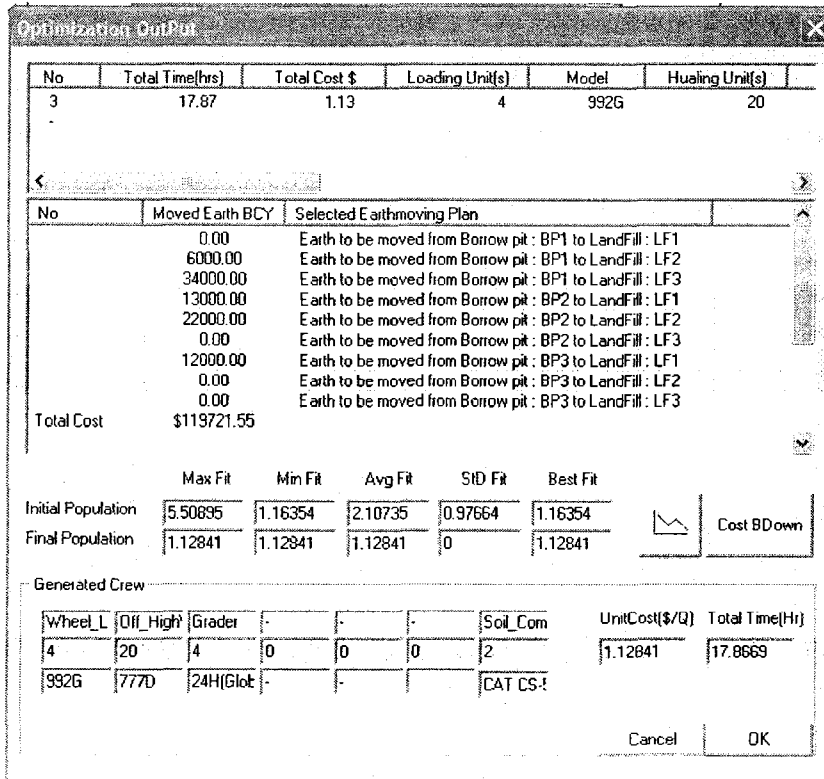 Optimization OutPut
No Total Time(hrs) Total Cost $ Loading Unit(s) Model Hualing Unit(s)
3 17.87 1.13 4 992G 20
-
No Moved Earth BCY Selected Earthmoving Plan
0.00 Earth to be moved from Borrow pit : BP1 to LandFill : LF1
6000.00 Earth to be moved from Borrow pit : BP1 to LandFill : LF2
34000.00 Earth to be moved from Borrow pit : BP1 to LandFill : LF3
13000.00 Earth to be moved from Borrow pit : BP2 to LandFill : LF1
22000.00 Earth to be moved from Borrow pit : BP2 to LandFill : LF2
0.00 Earth to be moved from Borrow pit : BP2 to LandFill : LF3
12000.00 Earth to be moved from Borrow pit : BP3 to LandFill : LF1
0.00 Earth to be moved from Borrow pit : BP3 to LandFill : LF2
0.00 Earth to be moved from Borrow pit : BP3 to LandFill : LF3
Total Cost $119721.55
Max Fit Min Fit Avg Fit StD Fit Best Fit
Initial Population 5.50895 1.16354 2.10735 0.97664 1.16354
Final Population 1.12841 1.12841 1.12841 0 1.12841
Cost BDown
Generated Crew
Wheel_L Off_High Grader - - - Soil_Com UnitCost($/Q) Total Time(Hr)
4 20 4 0 0 0 2 1.12841 17.8669
992G 777D 24H(Glob - - CAT CS-5
Cancel OK